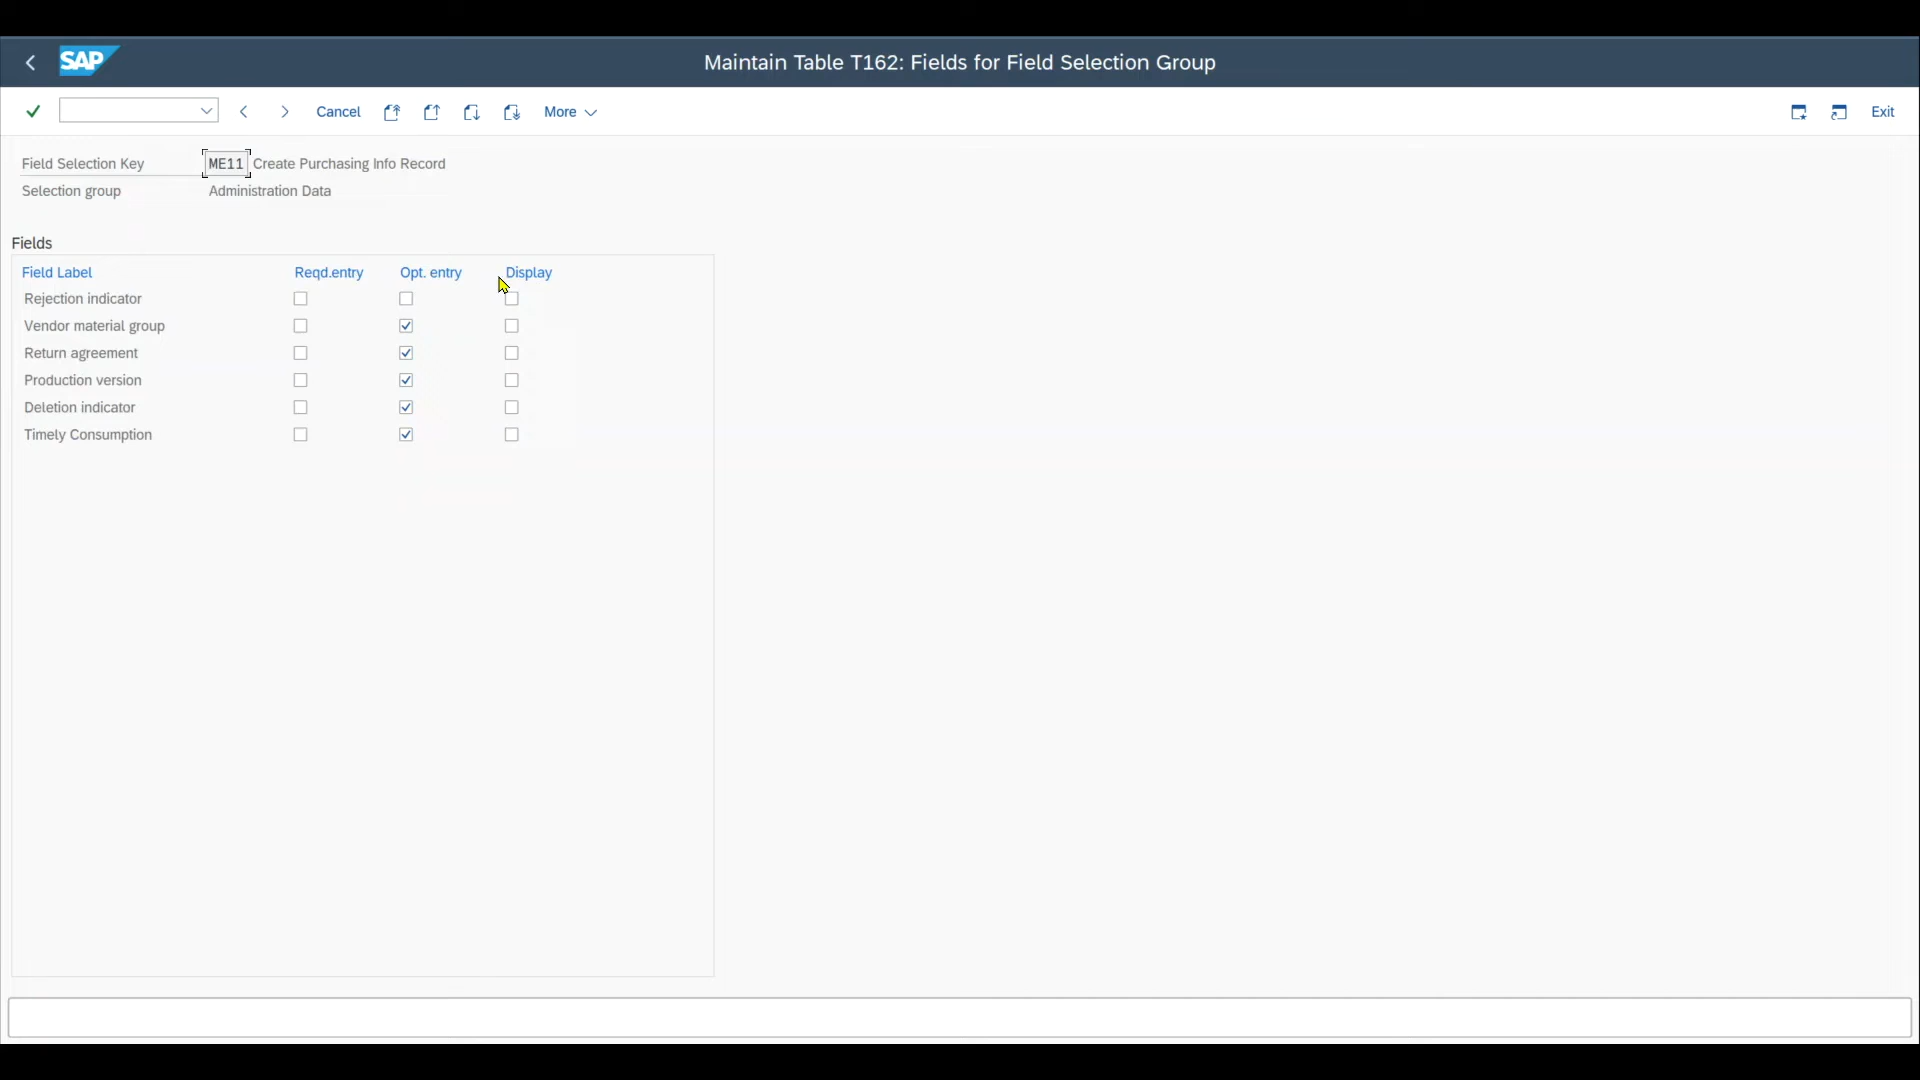 SAP
Maintain Table T162: Fields for Field Selection Group
Cancel More Exit
Field Selection Key ME11 Create Purchasing Info Record
Selection group Administration Data
Fields
Field Label Reqd.entry Opt. entry Display
Rejection indicator
Vendor material group
Return agreement
Production version
Deletion indicator
Timely Consumption